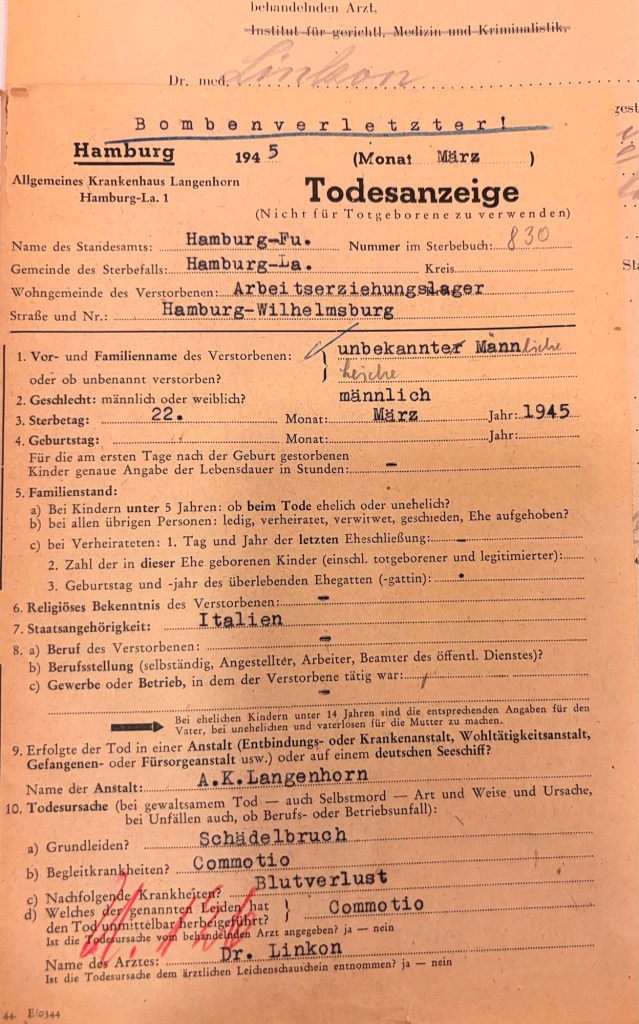 behandelnden Arzt,
Institut für gerichtl. Medizin und Kriminalistik,
Dr. med. Linkon
gest
Bombenverletzter!
Hamburg 1945 (Monat März )
Allgemeines Krankenhaus Langenhorn
Hamburg-La. 1
Todesanzeige
(Nicht für Totgeborene zu verwenden)
Name des Standesamts: Hamburg-Fu. Nummer im Sterbebuch: 830
Gemeinde des Sterbefalls: Hamburg-La. Kreis
Sta
Wohngemeinde des Verstorbenen: Arbeitserziehungslager
Straße und Nr.: Hamburg-Wilhelmsburg
1. Vor- und Familienname des Verstorbenen: } unbekannter Männliche
oder ob unbenannt verstorben? leiche
2. Geschlecht: männlich oder weiblich? männlich
3. Sterbetag: 22. Monat: März Jahr: 1945
4. Geburtstag: Monat: Jahr:
Für die am ersten Tage nach der Geburt gestorbenen
Kinder genaue Angabe der Lebensdauer in Stunden: -
5. Familienstand:
a) Bei Kindern unter 5 Jahren: ob beim Tode ehelich oder unehelich?
b) bei allen übrigen Personen: ledig, verheiratet, verwitwet, geschieden, Ehe aufgehoben?
c) bei Verheirateten: 1. Tag und Jahr der letzten Eheschließung: -
2. Zahl der in dieser Ehe geborenen Kinder (einschl. totgeborener und legitimierter):
3. Geburtstag und -jahr des überlebenden Ehegatten (-gattin):
6. Religiöses Bekenntnis des Verstorbenen: -
7. Staatsangehörigkeit: Italien
8. a) Beruf des Verstorbenen: -
b) Berufsstellung (selbständig, Angestellter, Arbeiter, Beamter des öffentl. Dienstes)?
c) Gewerbe oder Betrieb, in dem der Verstorbene tätig war:
-
Bei ehelichen Kindern unter 14 Jahren sind die entsprechenden Angaben für den
Vater, bei unehelichen und vaterlosen für die Mutter zu machen.
9. Erfolgte der Tod in einer Anstalt (Entbindungs- oder Krankenanstalt, Wohltätigkeitsanstalt,
Gefangenen- oder Fürsorgeanstalt usw.) oder auf einem deutschen Seeschiff?
Name der Anstalt: A.K.Langenhorn
10. Todesursache (bei gewaltsamem Tod — auch Selbstmord — Art und Weise und Ursache,
bei Unfällen auch, ob Berufs- oder Betriebsunfall):
a) Grundleiden? Schädelbruch
b) Begleitkrankheiten? Commotio
c) Nachfolgende Krankheiten? Blutverlust
d) Welches der genannten Leiden hat } Commotio
den Tod unmittelbar herbeigeführt?
Ist die Todesursache vom behandelnden Arzt angegeben? ja — nein
Name des Arztes: Dr. Linkon
Ist die Todesursache dem ärztlichen Leichenschauschein entnommen? ja — nein
44. E/0344